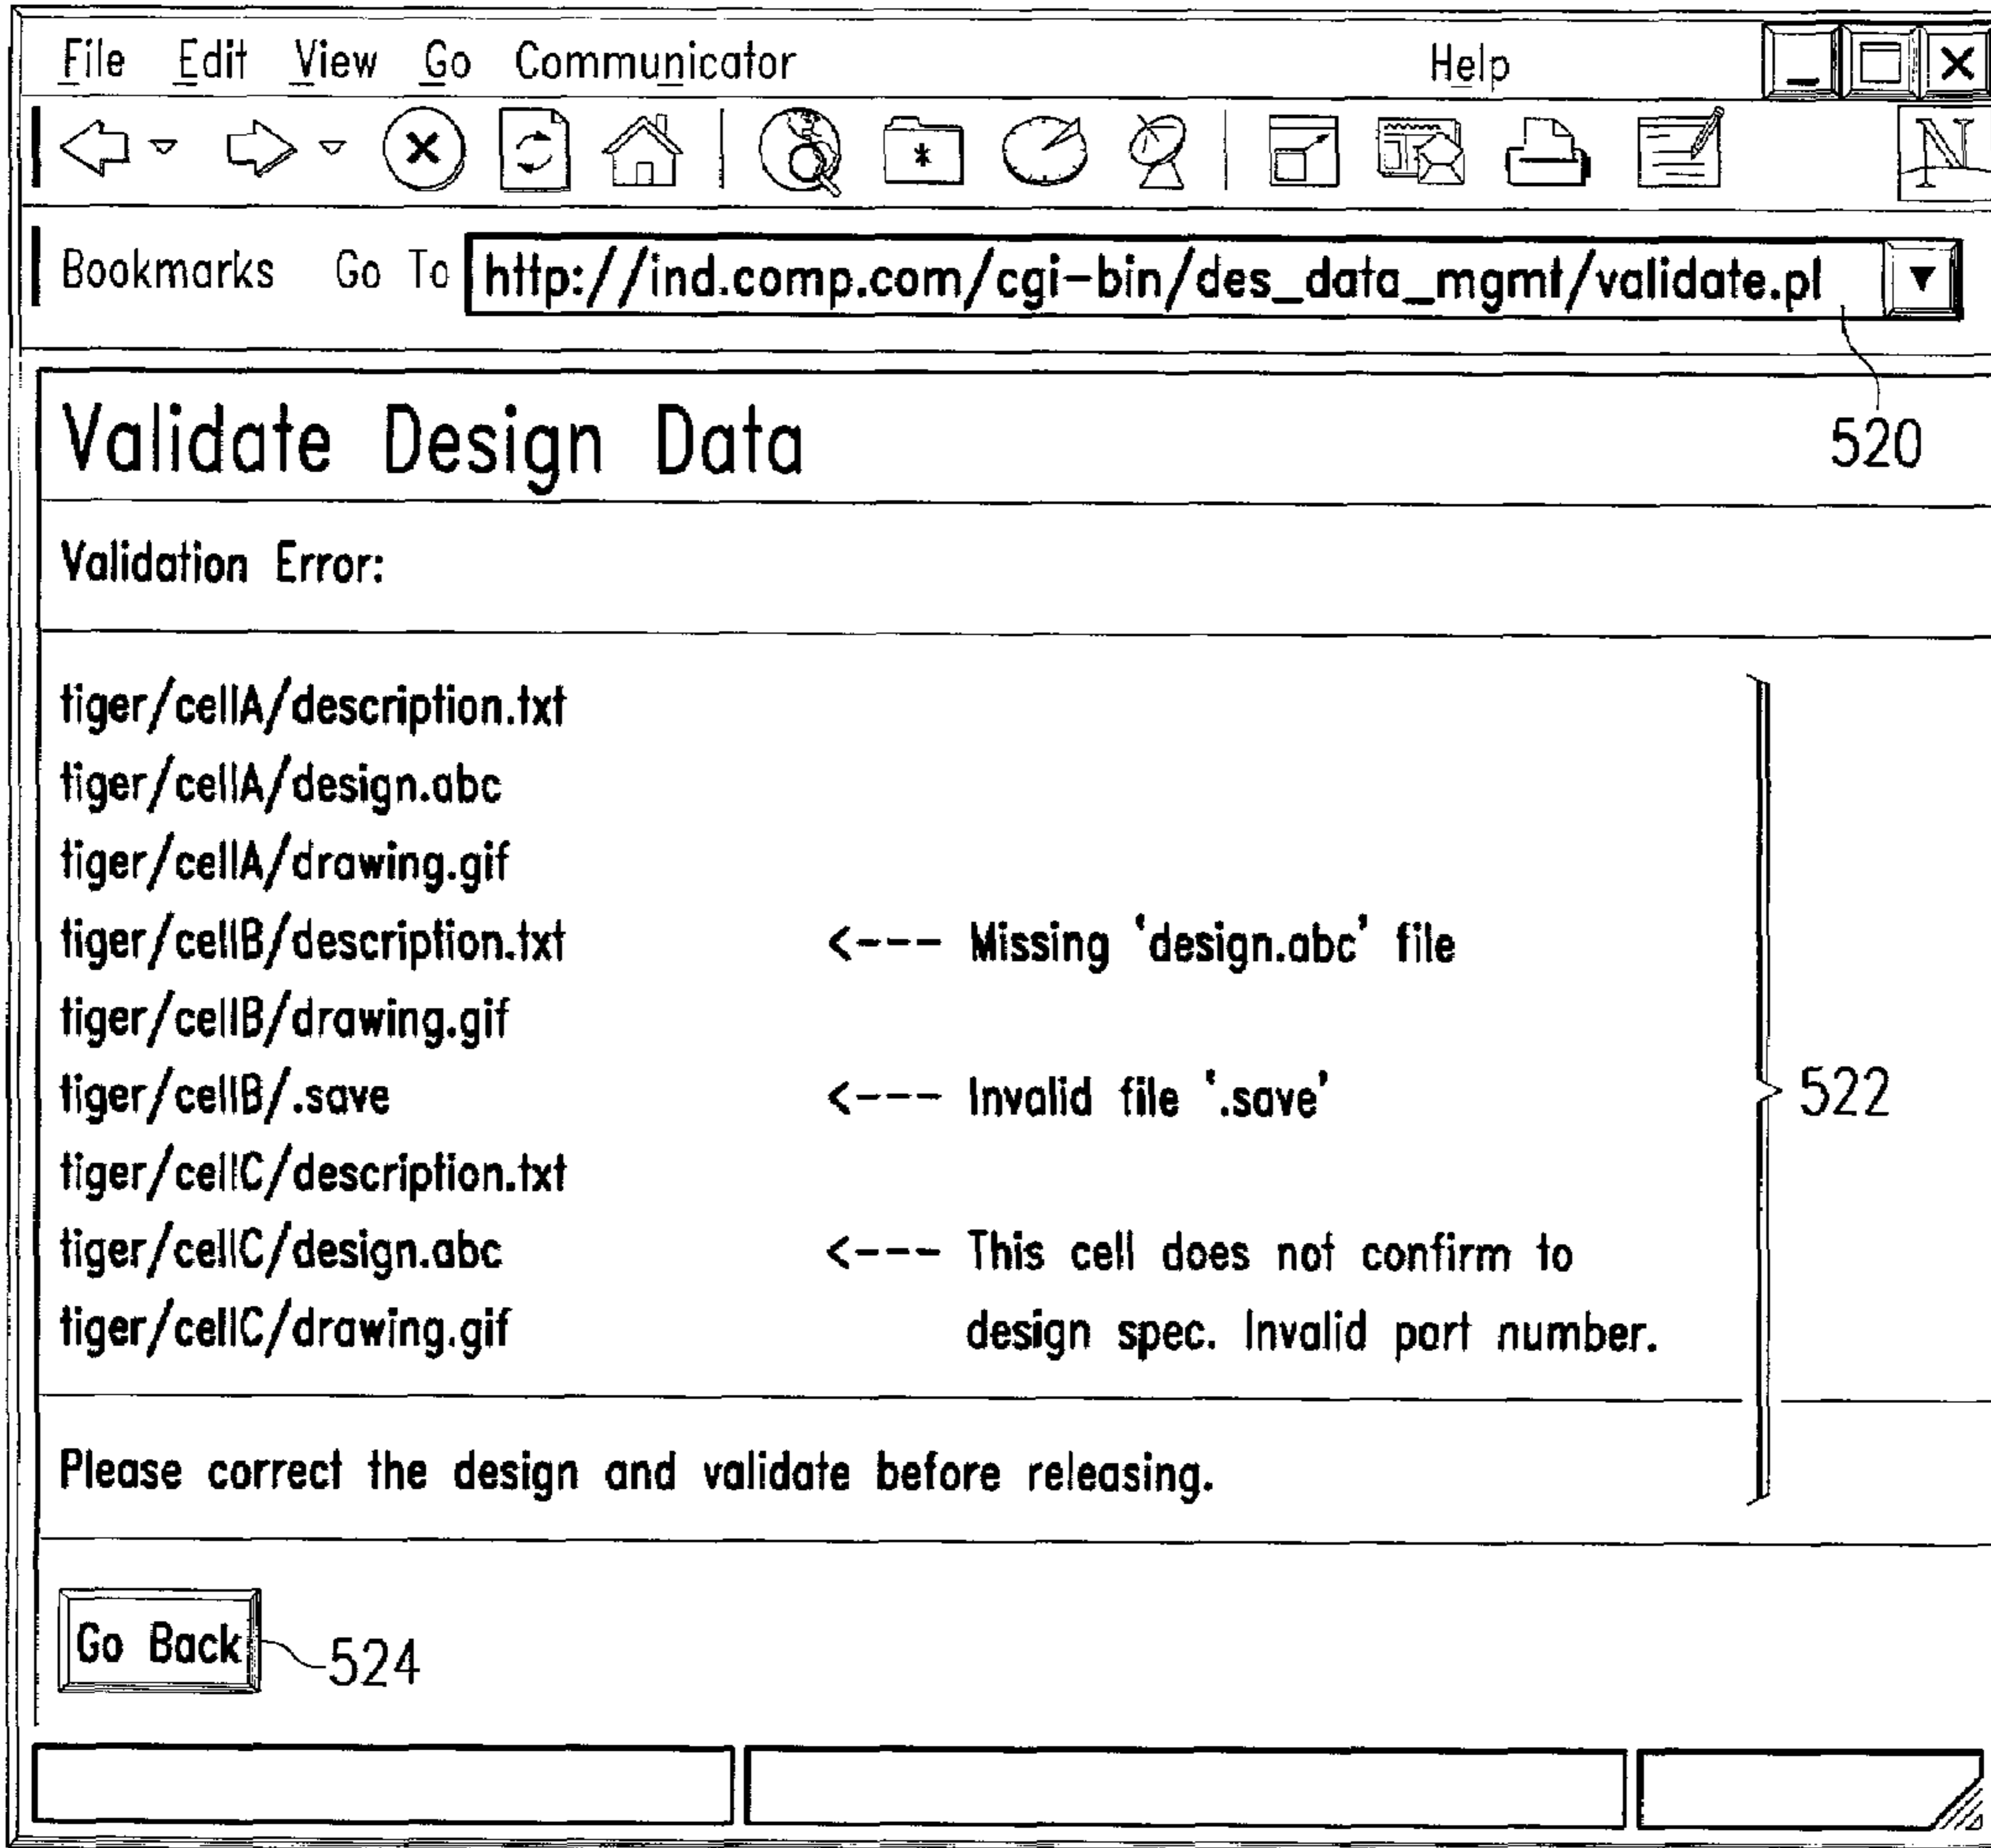 File Edit View Go Communicator Help
N
Bookmarks Go To http://ind.comp.com/cgi-bin/des_data_mgmt/validate.pl
520
Validate Design Data
Validation Error:
tiger/cellA/description.txt
tiger/cellA/design.abc
tiger/cellA/drawing.gif
tiger/cellB/description.txt <--- Missing 'design.abc' file
tiger/cellB/drawing.gif
tiger/cellB/.save <--- Invalid file '.save'
522
tiger/cellC/description.txt
tiger/cellC/design.abc <--- This cell does not confirm to
tiger/cellC/drawing.gif design spec. Invalid part number.
Please correct the design and validate before releasing.
Go Back 524